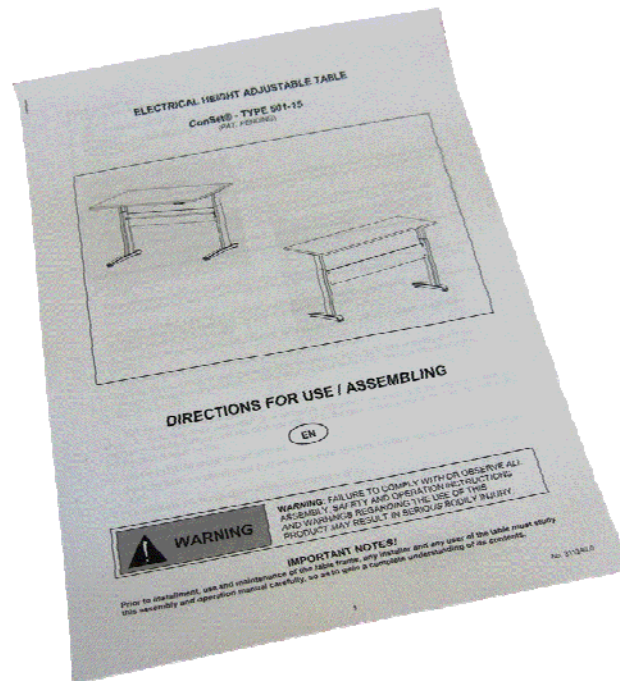 ELECTRICAL HEIGHT ADJUSTABLE TABLE
ConSet® - TYPE 501-15
(PAT. PENDING)
DIRECTIONS FOR USE / ASSEMBLING
EN
WARNING
WARNING: FAILURE TO COMPLY WITH OR OBSERVE ALL
ASSEMBLY, SAFETY AND OPERATION INSTRUCTIONS
AND WARNINGS REGARDING THE USE OF THIS
PRODUCT MAY RESULT IN SERIOUS BODILY INJURY.
IMPORTANT NOTES!
Prior to installment, use and maintenance of the table frame, any installer and any user of the table must study
this assembly and operation manual carefully, so as to gain a complete understanding of its contents.
No.
1